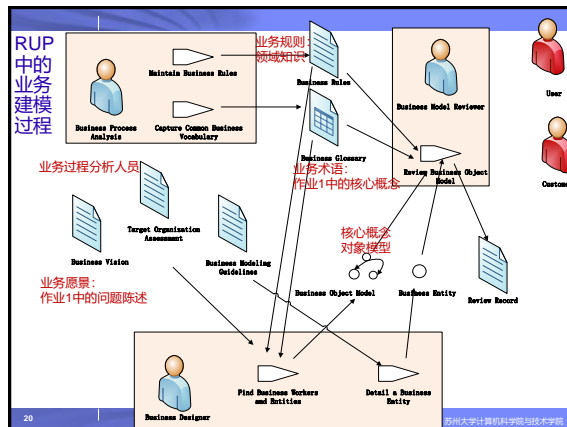 RUP
中的
业务
建模
过程
业务规则：
领域知识
Maintain Business Rules
Business Rules
Business Process
Analysis
Capture Common Business
Vocabulary
Business Model Reviewer
User
Business Glossary
业务术语：
作业1中的核心概念
Review Business Object
Model
Custome
业务过程分析人员
Target Organization
Assessment
Business Vision
Business Modeling
Guidelines
核心概念
对象模型
业务愿景：
作业1中的问题陈述
Business Object Model
Business Entity
Review Record
Business Designer
Find Business Workers
and Entities
Detail a Business
Entity
20
苏州大学计算机科学院与技术学院